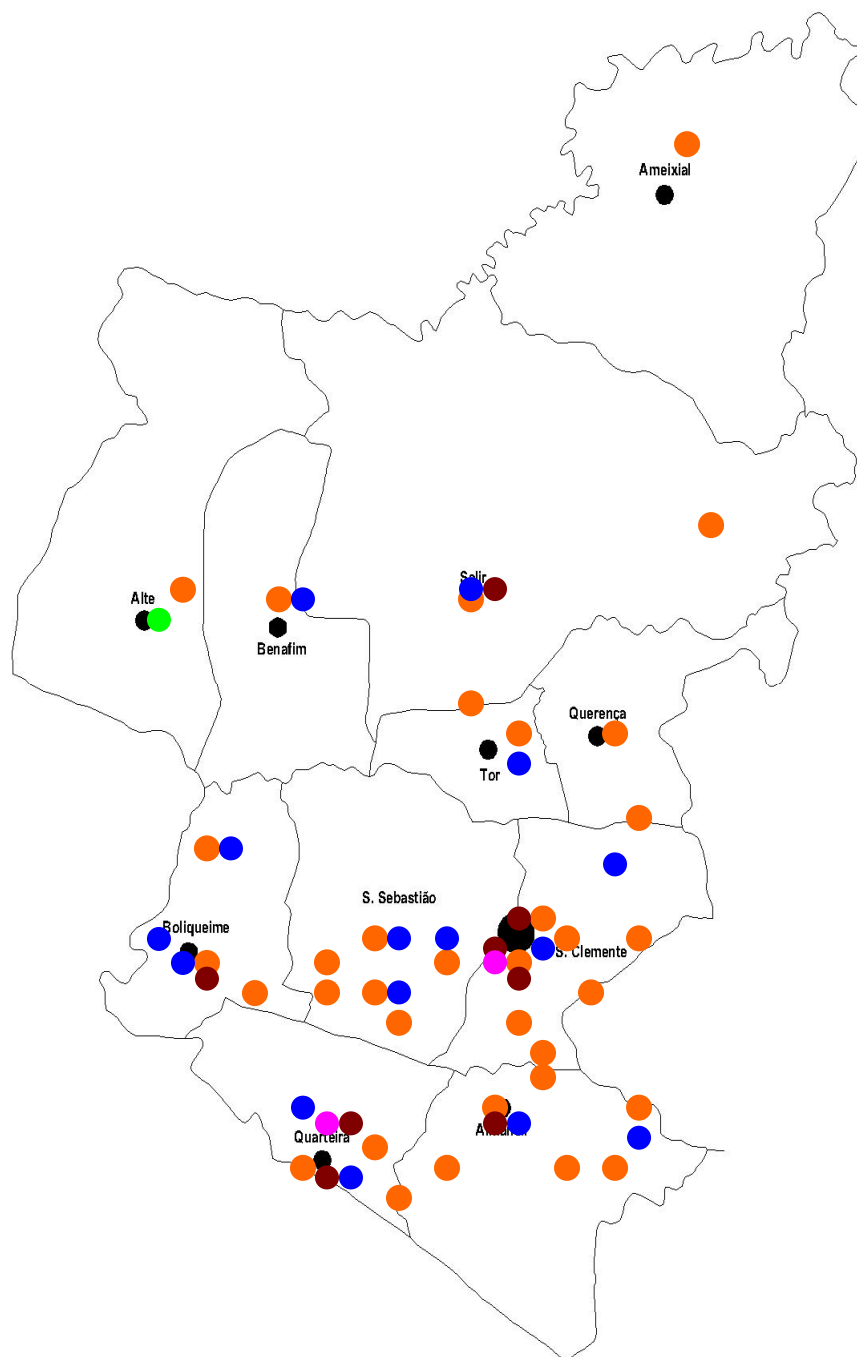 Ameixial
Salir
Alte
Benafim
Querença
Tor
S. Sebastião
Boliqueime
S. Clemente
Quarteira